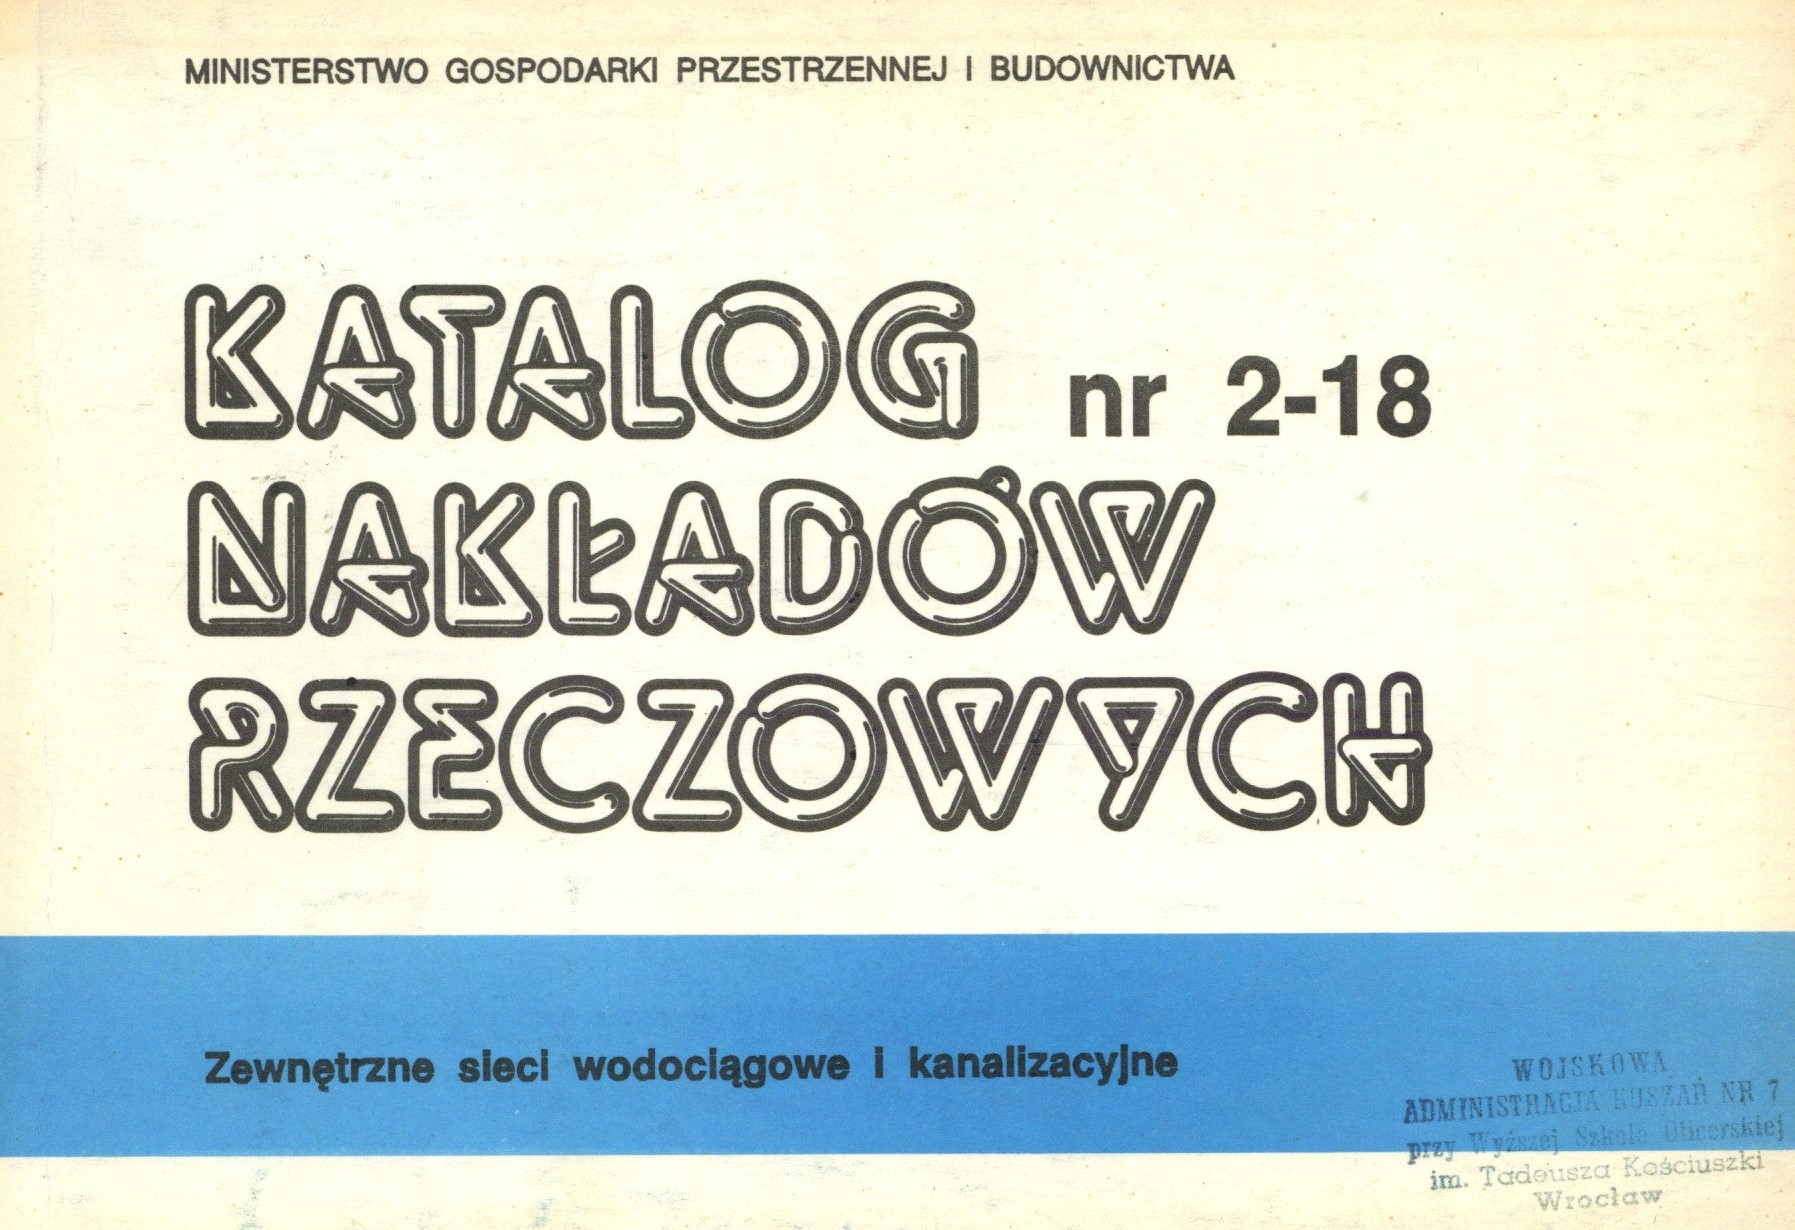 MINISTERSTWO GOSPODARKI PRZESTRZENNEJ I BUDOWNICTWA
KATALOG nr 2-18
NAKŁADÓW
RZECZOWYCH
Zewnętrzne sieci wodociągowe i kanalizacyjne
WOJSKOWA
ADMINISTRACJA KOSZAR NR 7
przy Wyższej Szkole Oficerskiej
im. Tadeusza Kościuszki
Wrocław